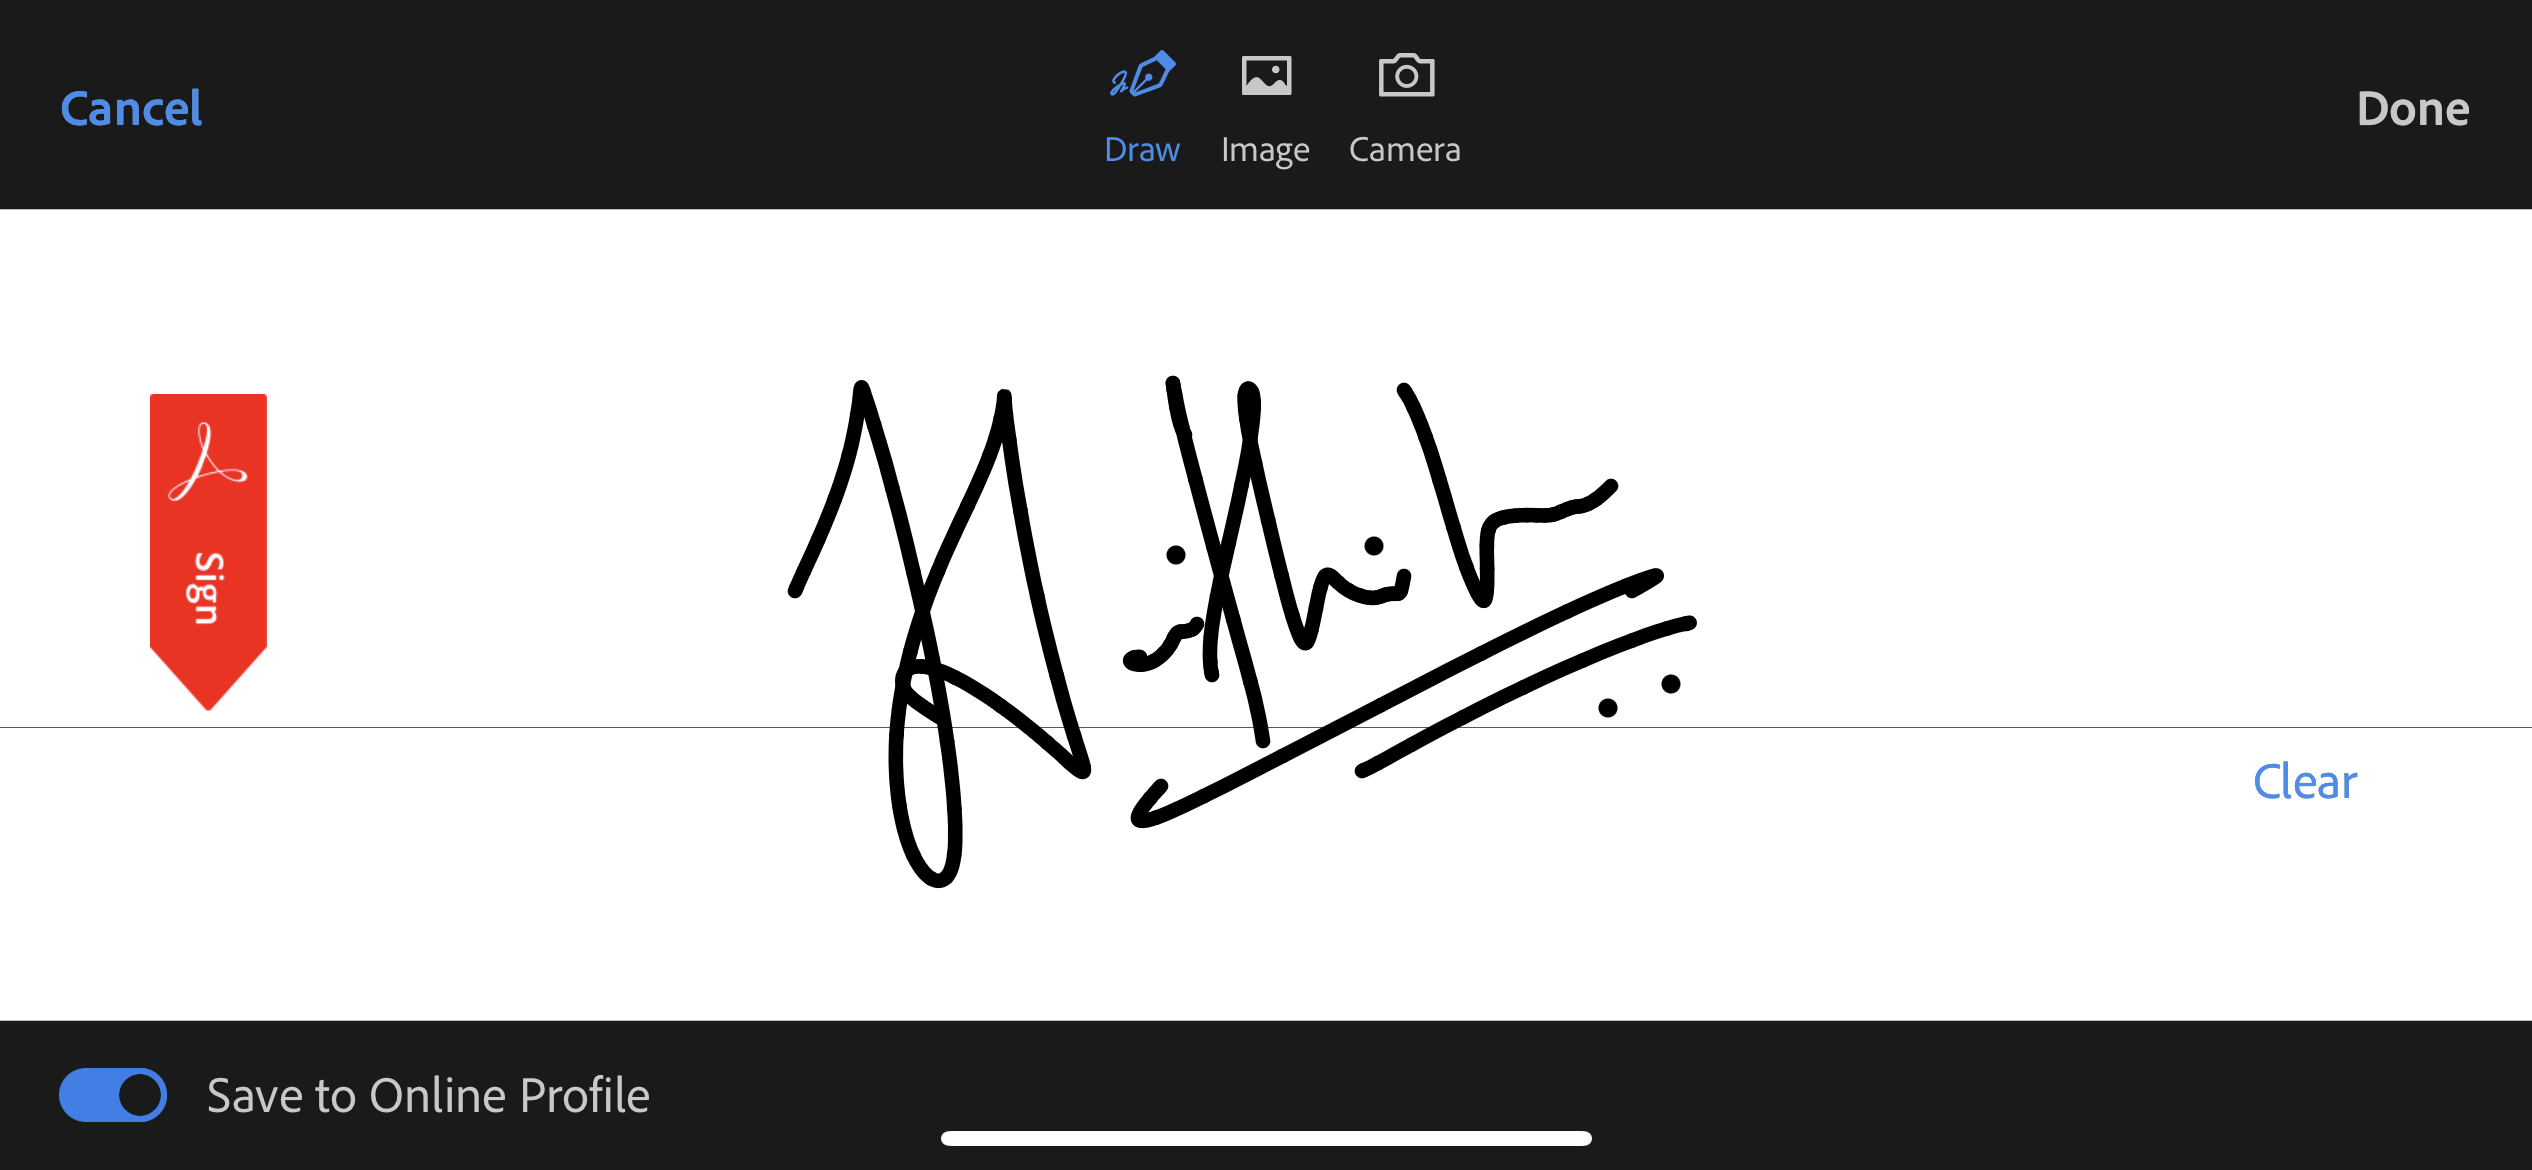 Cancel
Draw Image Camera
Done
Sign
Clear
Save to Online Profile